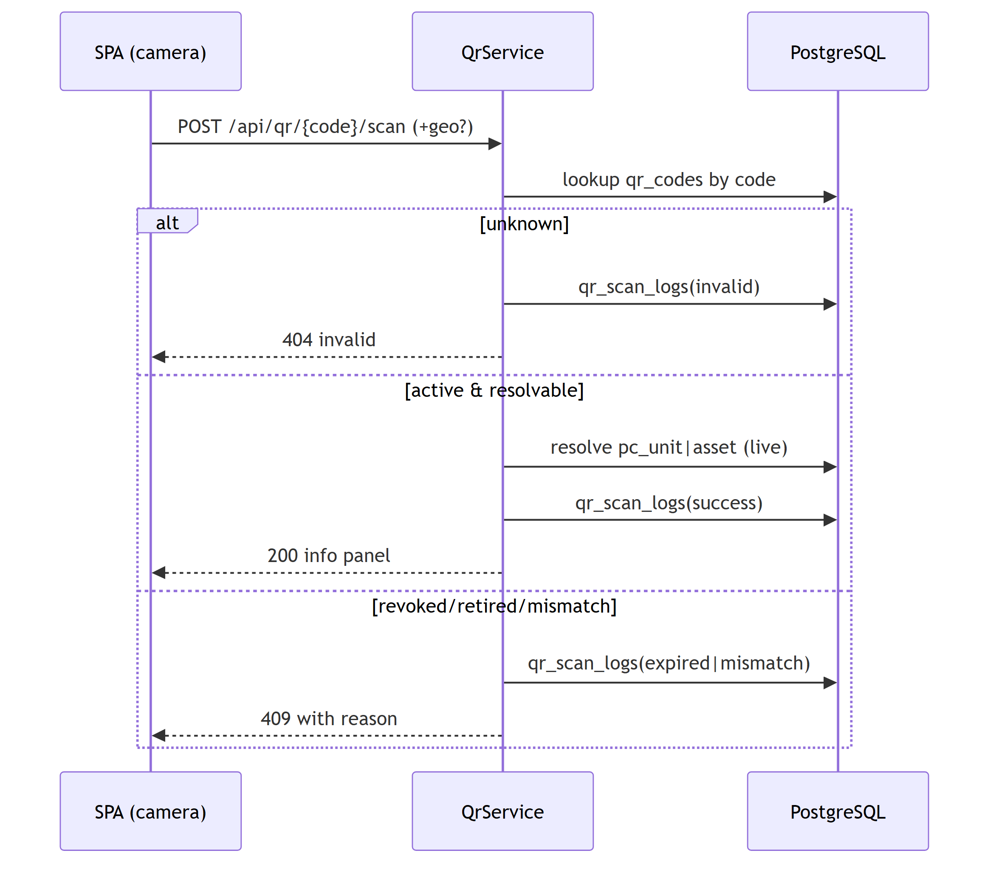 SPA (camera)
QrService
PostgreSQL
POST /api/qr/{code}/scan (+geo?)
lookup qr_codes by code
alt
[unknown]
qr_scan_logs(invalid)
404 invalid
[active & resolvable]
resolve pc_unit|asset (live)
qr_scan_logs(success)
200 info panel
[revoked/retired/mismatch]
qr_scan_logs(expired|mismatch)
409 with reason
SPA (camera)
QrService
PostgreSQL